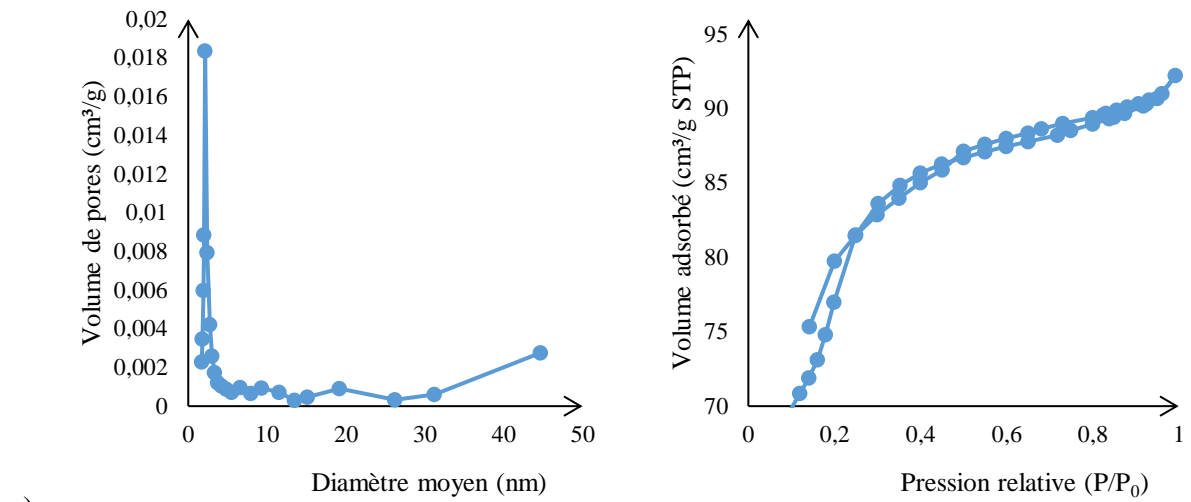 0,02
0,018
0,016
0,014
0,012
0,01
0,008
0,006
0,004
0,002
0
Volume de pores (cm³/g)
0 10 20 30 40 50
Diamètre moyen (nm)
95
90
85
80
75
70
Volume adsorbé (cm³/g STP)
0 0,2 0,4 0,6 0,8 1
Pression relative (P/P₀)